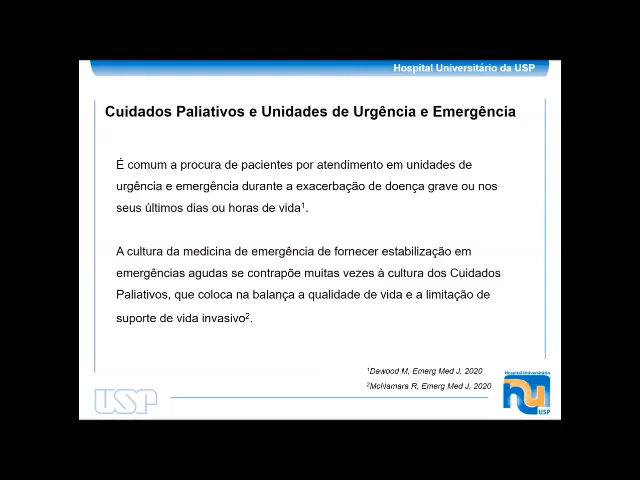 Hospital Universitário da USP
Cuidados Paliativos e Unidades de Urgência e Emergência
É comum a procura de pacientes por atendimento em unidades de
urgência e emergência durante a exacerbação de doença grave ou nos
seus últimos dias ou horas de vida¹.
A cultura da medicina de emergência de fornecer estabilização em
emergências agudas se contrapõe muitas vezes à cultura dos Cuidados
Paliativos, que coloca na balança a qualidade de vida e a limitação de
suporte de vida invasivo².
¹Dawood M, Emerg Med J, 2020
²McNamara R, Emerg Med J, 2020
USP
Hospital Universitário
hu
USP